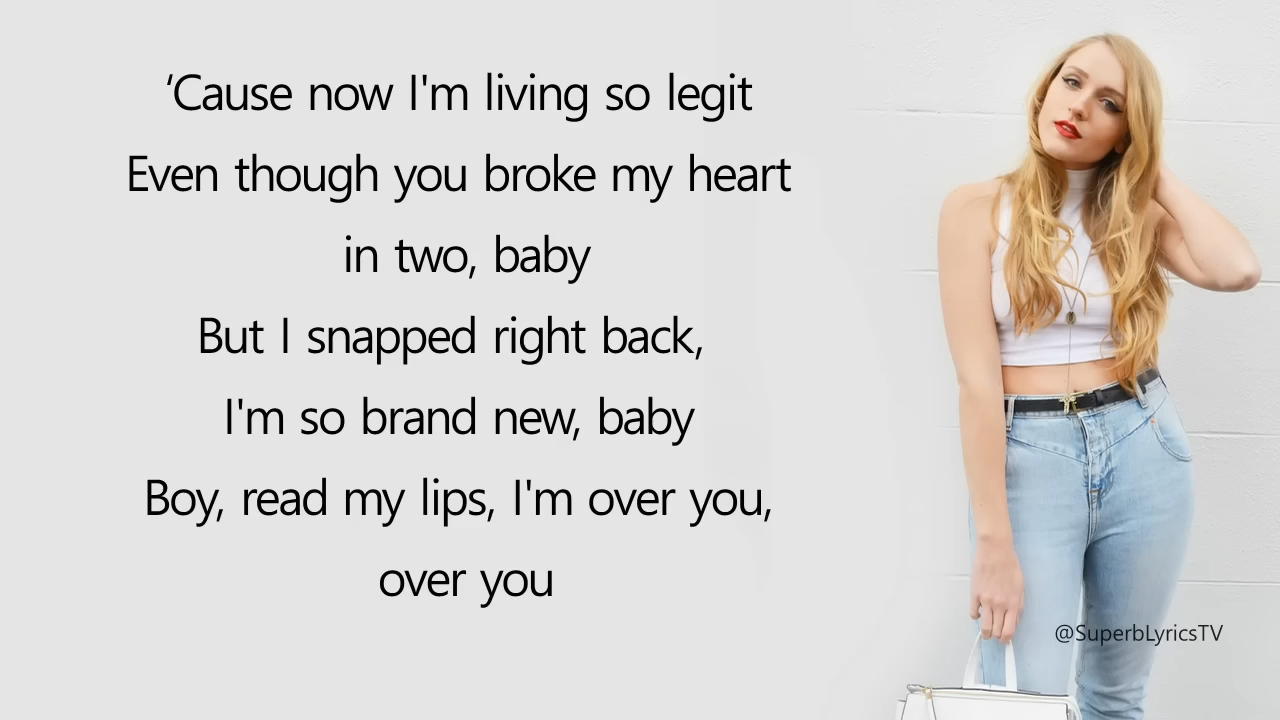 ‘Cause now I'm living so legit
Even though you broke my heart
in two, baby
But I snapped right back,
I'm so brand new, baby
Boy, read my lips, I'm over you,
over you
@SuperbLyricsTV